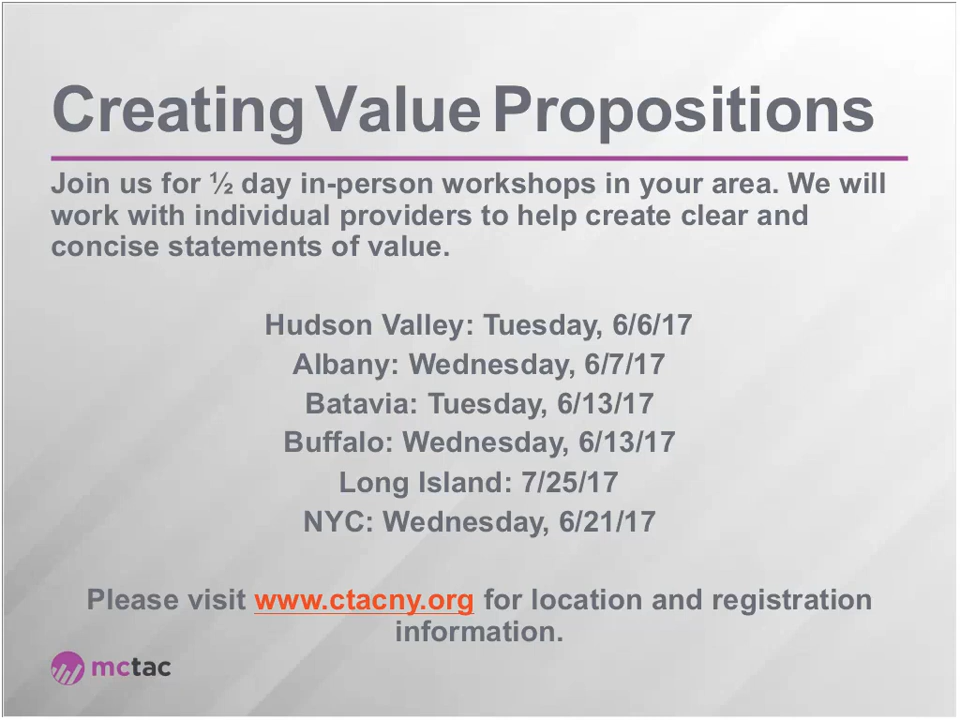 Creating Value Propositions
Join us for ½ day in-person workshops in your area. We will
work with individual providers to help create clear and
concise statements of value.
Hudson Valley: Tuesday, 6/6/17
Albany: Wednesday, 6/7/17
Batavia: Tuesday, 6/13/17
Buffalo: Wednesday, 6/13/17
Long Island: 7/25/17
NYC: Wednesday, 6/21/17
Please visit www.ctacny.org for location and registration
information.
mctac